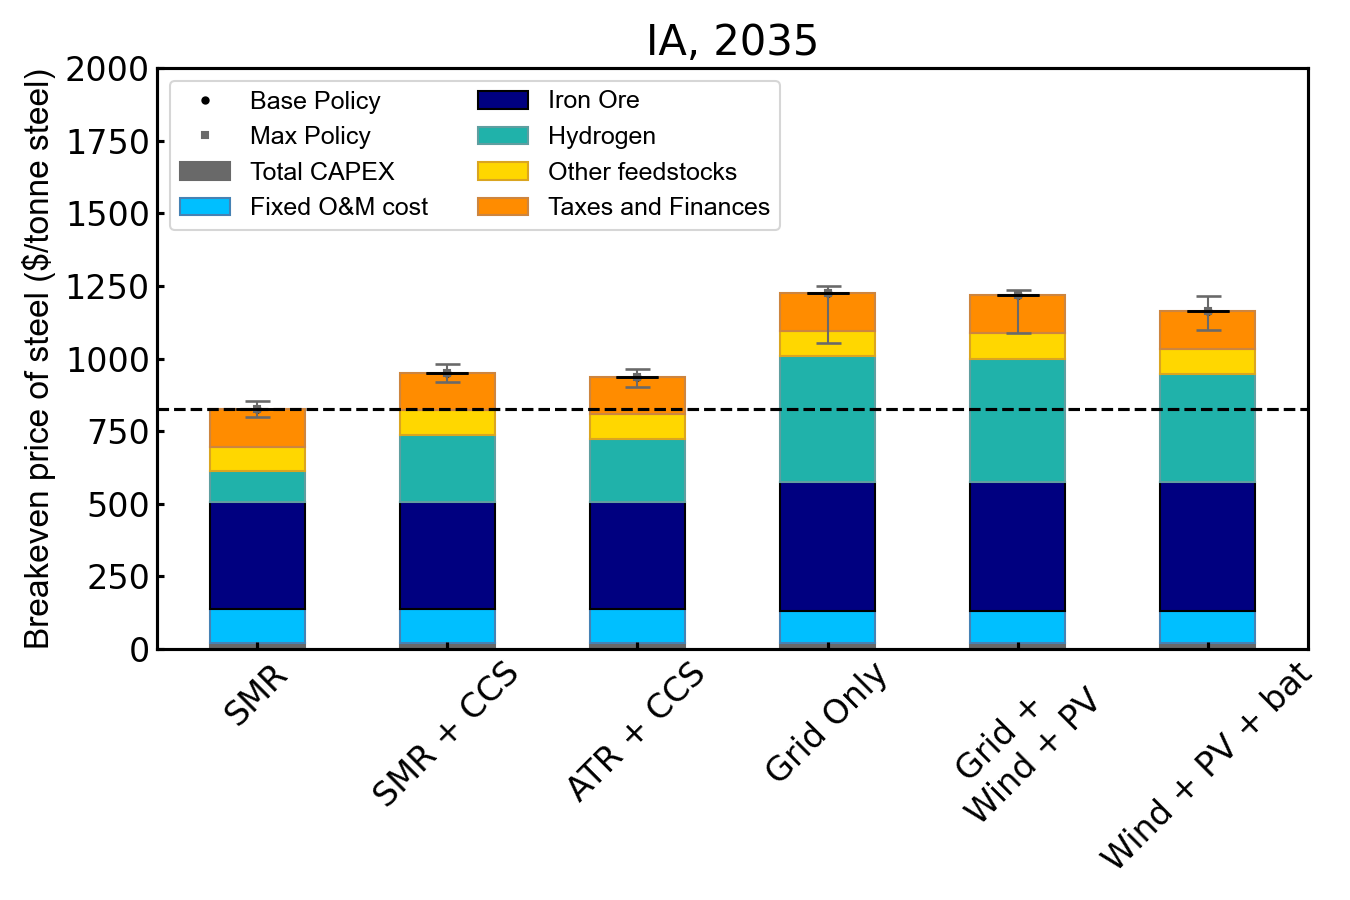 IA, 2035
Breakeven price of steel ($/tonne steel)
2000
1750
1500
1250
1000
750
500
250
0
Base Policy
Max Policy
Total CAPEX
Fixed O&M cost
Iron Ore
Hydrogen
Other feedstocks
Taxes and Finances
SMR
SMR + CCS
ATR + CCS
Grid Only
Grid +
Wind + PV
Wind + PV + bat